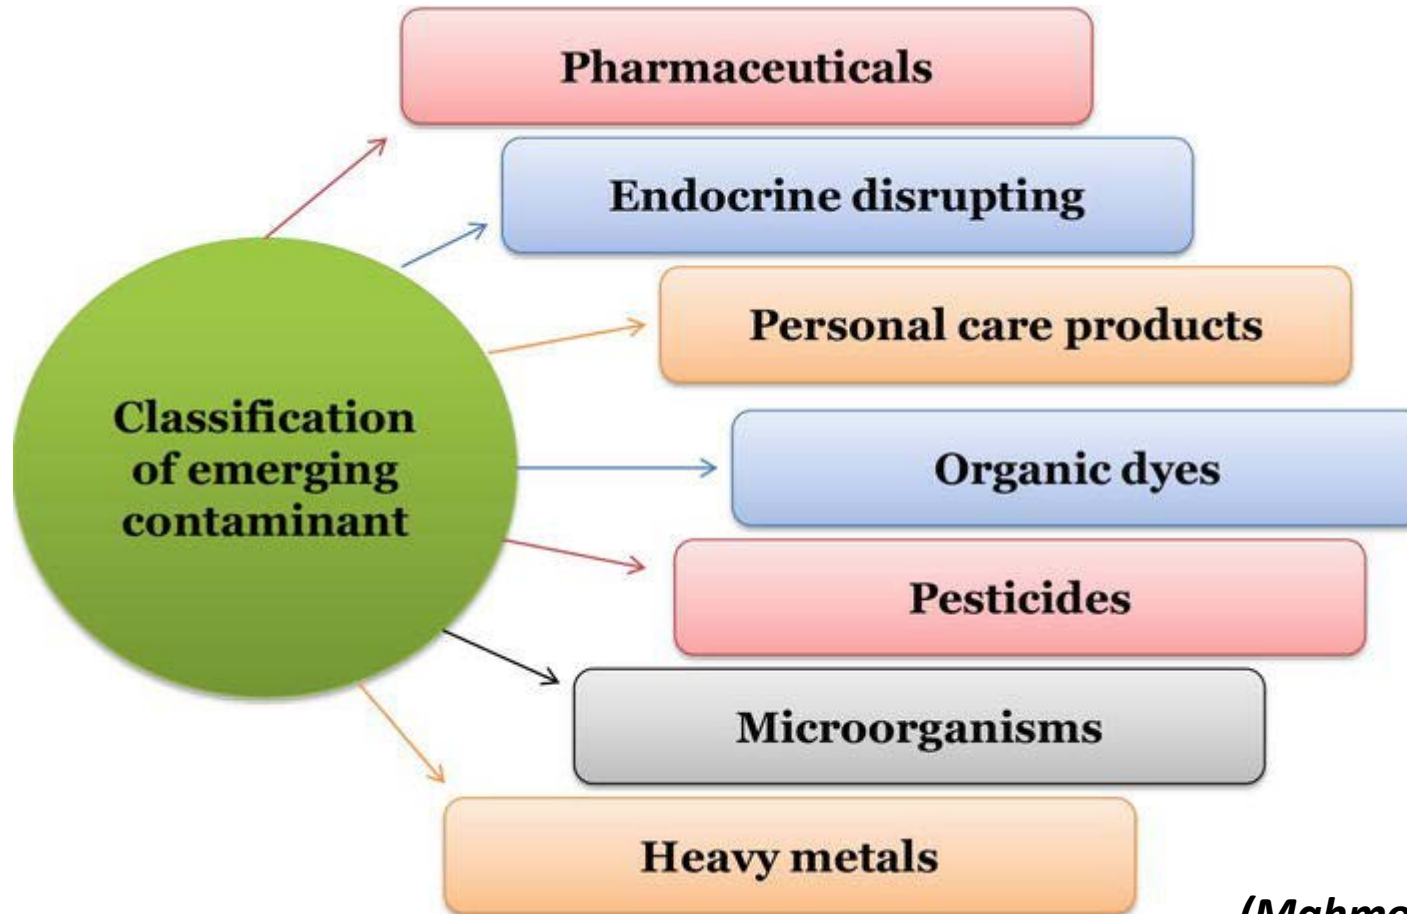 Pharmaceuticals
Endocrine disrupting
Personal care products
Classification
of emerging
contaminant
Organic dyes
Pesticides
Microorganisms
Heavy metals